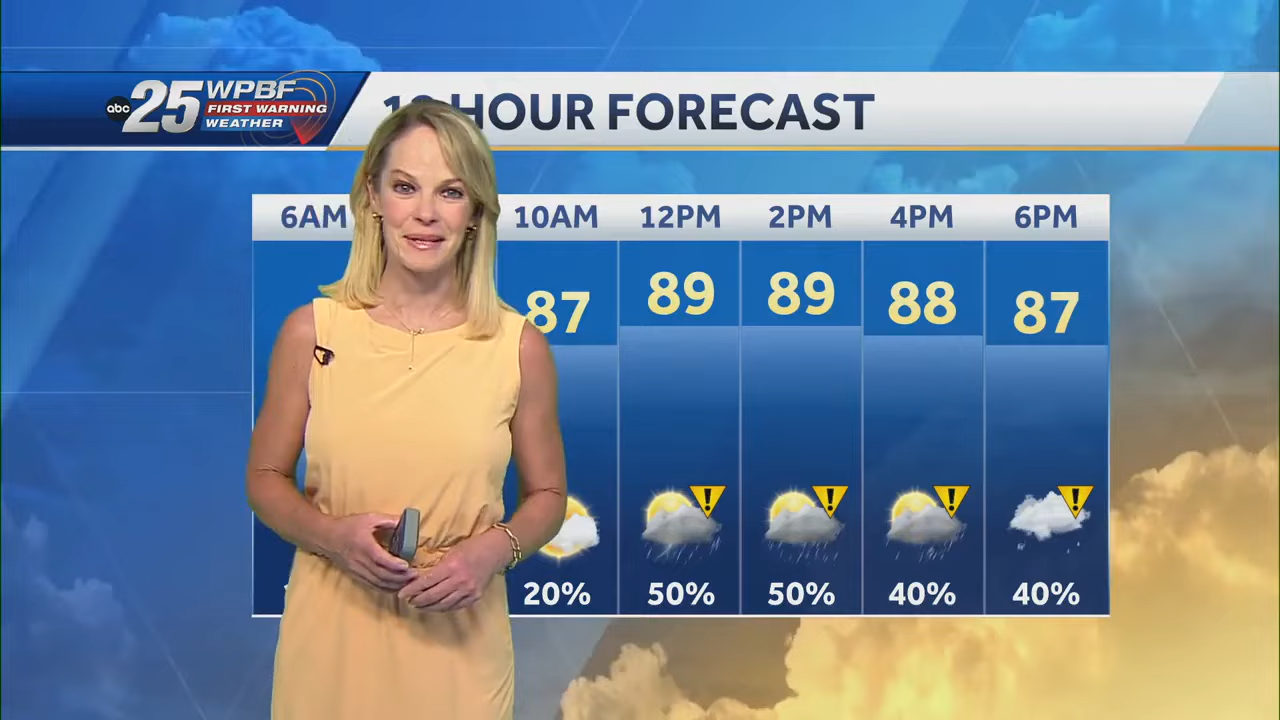 abc 25 WPBF
FIRST WARNING
WEATHER
HOUR FORECAST
6AM 10AM 12PM 2PM 4PM 6PM
87 89 89 88 87
20% 50% 50% 40% 40%